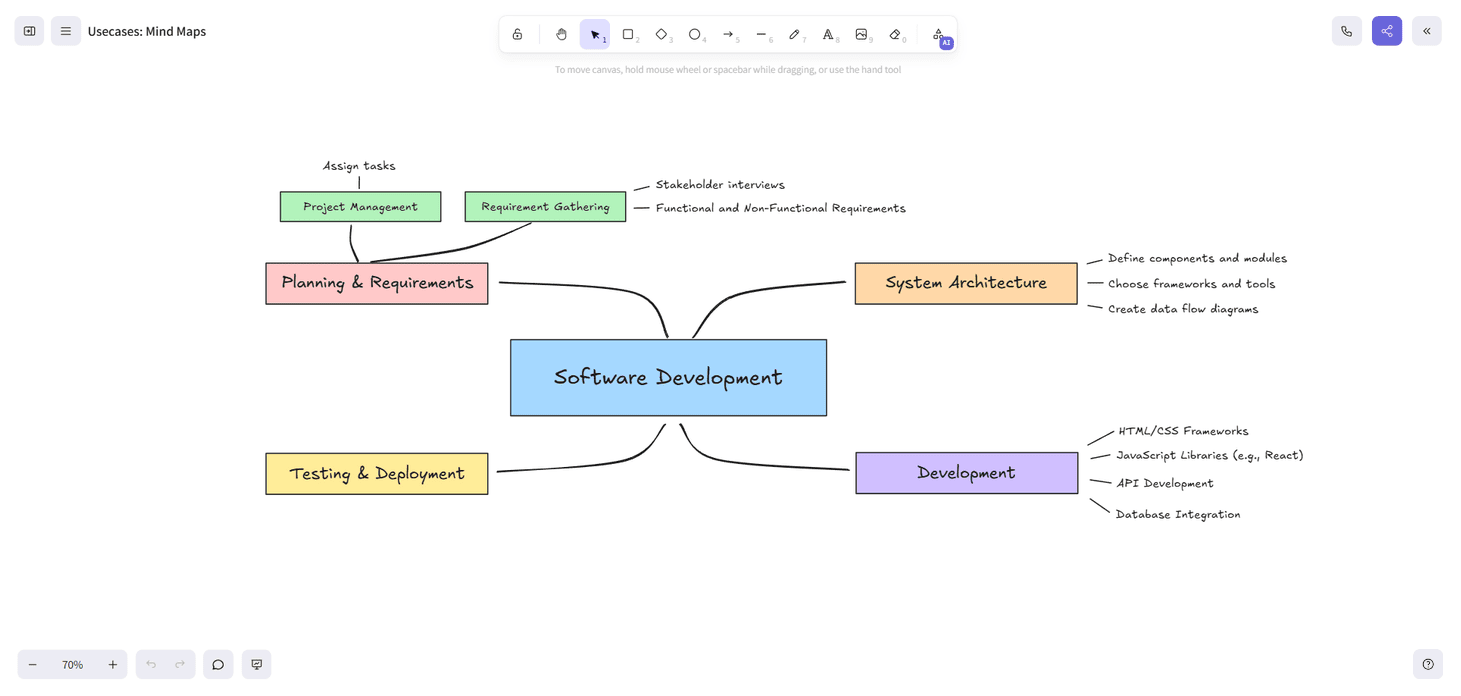 Usecases: Mind Maps
1
2
3
4
5
6
7
8
9
0
AI
To move canvas, hold mouse wheel or spacebar while dragging, or use the hand tool
Assign tasks
Project Management
Requirement Gathering
Stakeholder interviews
Functional and Non-Functional Requirements
Planning & Requirements
System Architecture
Define components and modules
Choose frameworks and tools
Create data flow diagrams
Software Development
Testing & Deployment
Development
HTML/CSS Frameworks
JavaScript Libraries (e.g., React)
API Development
Database Integration
70%